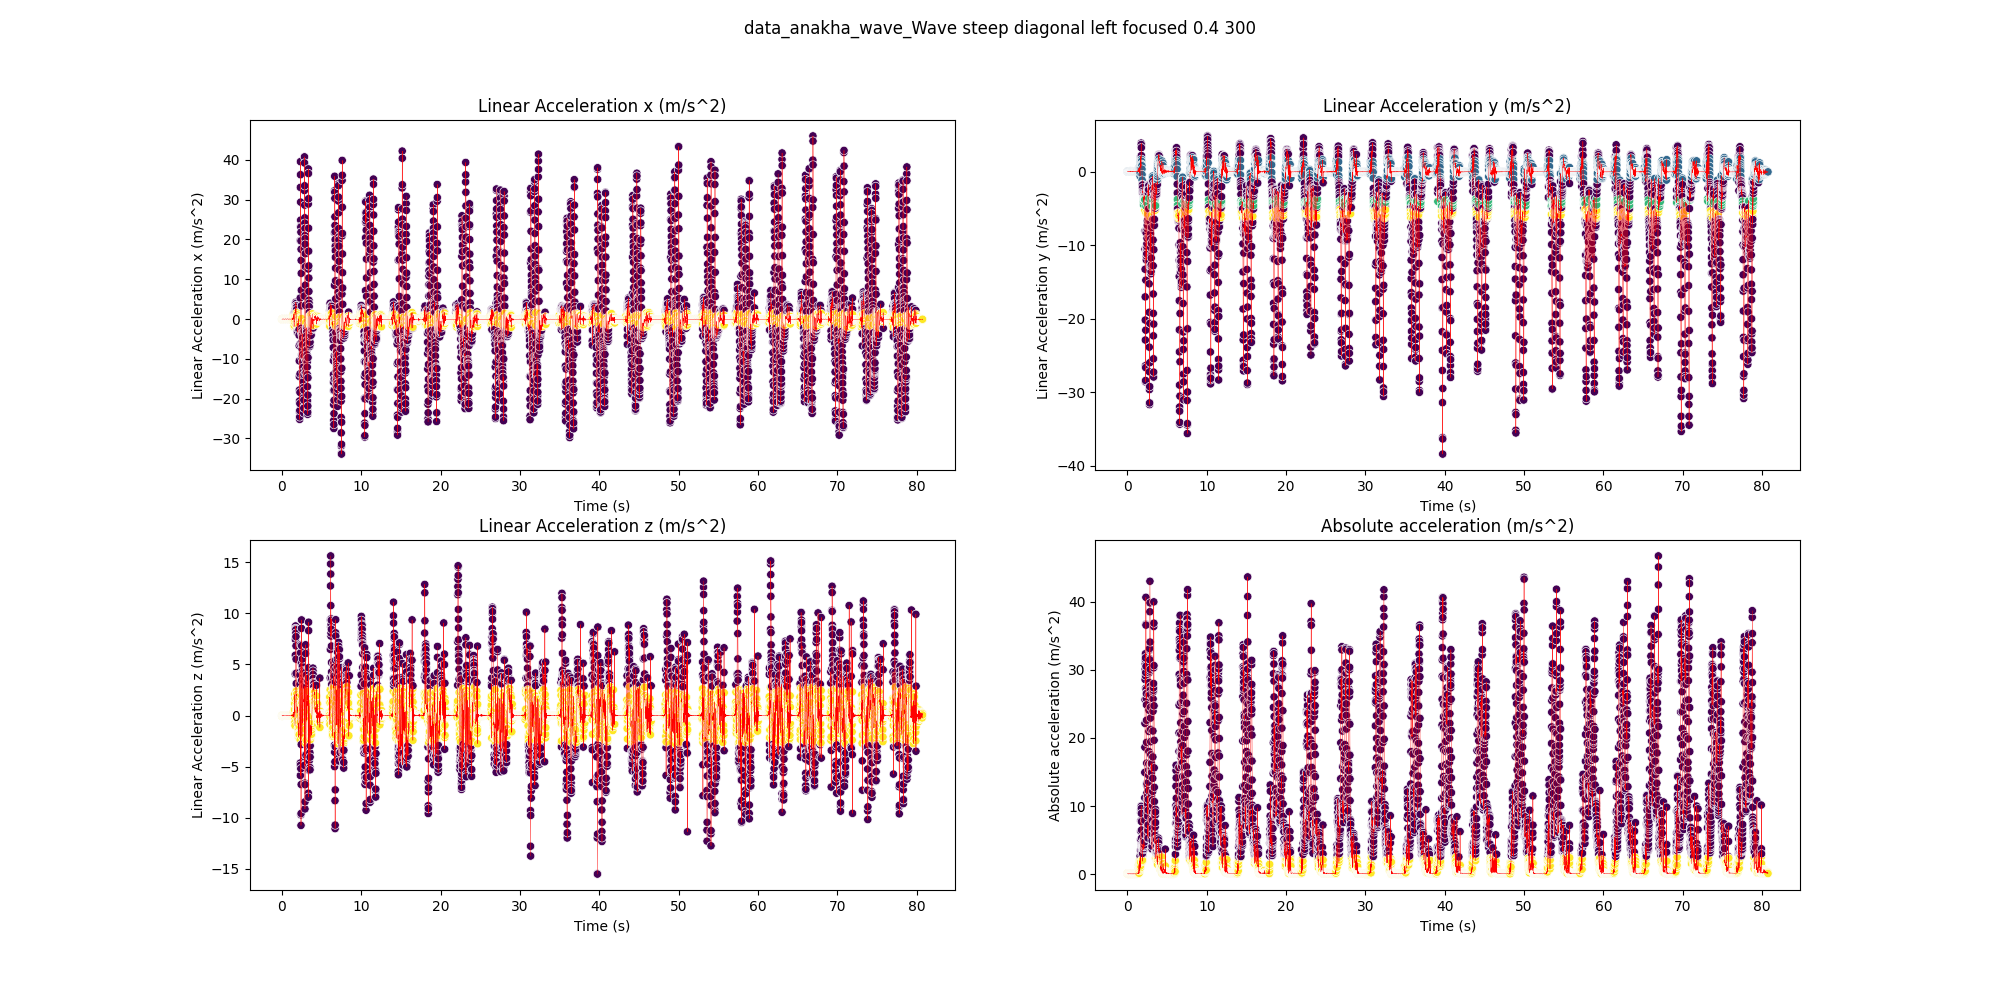 data_anakha_wave_Wave steep diagonal left focused 0.4 300
Linear Acceleration x (m/s^2)
Linear Acceleration x (m/s^2)
40
30
20
10
0
−10
−20
−30
0 10 20 30 40 50 60 70 80
Time (s)
Linear Acceleration y (m/s^2)
Linear Acceleration y (m/s^2)
0
−10
−20
−30
−40
0 10 20 30 40 50 60 70 80
Time (s)
Linear Acceleration z (m/s^2)
Linear Acceleration z (m/s^2)
15
10
5
0
−5
−10
−15
0 10 20 30 40 50 60 70 80
Time (s)
Absolute acceleration (m/s^2)
Absolute acceleration (m/s^2)
40
30
20
10
0
0 10 20 30 40 50 60 70 80
Time (s)